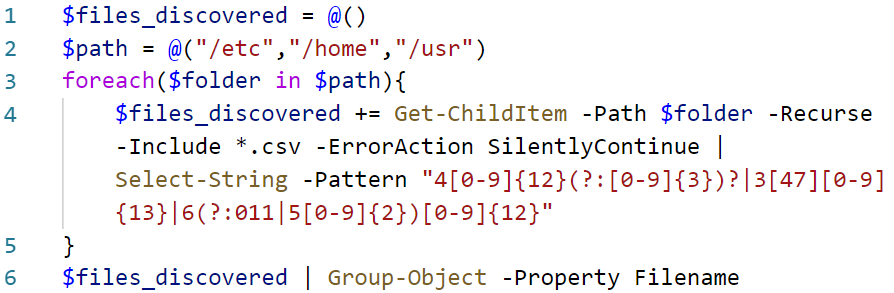 1 $files_discovered = @()
2 $path = @("/etc","/home","/usr")
3 foreach($folder in $path){
4 $files_discovered += Get-ChildItem -Path $folder -Recurse
-Include *.csv -ErrorAction SilentlyContinue |
Select-String -Pattern "4[0-9]{12}(?:[0-9]{3})?|3[47][0-9]
{13}|6(?:011|5[0-9]{2})[0-9]{12}"
5 }
6 $files_discovered | Group-Object -Property Filename